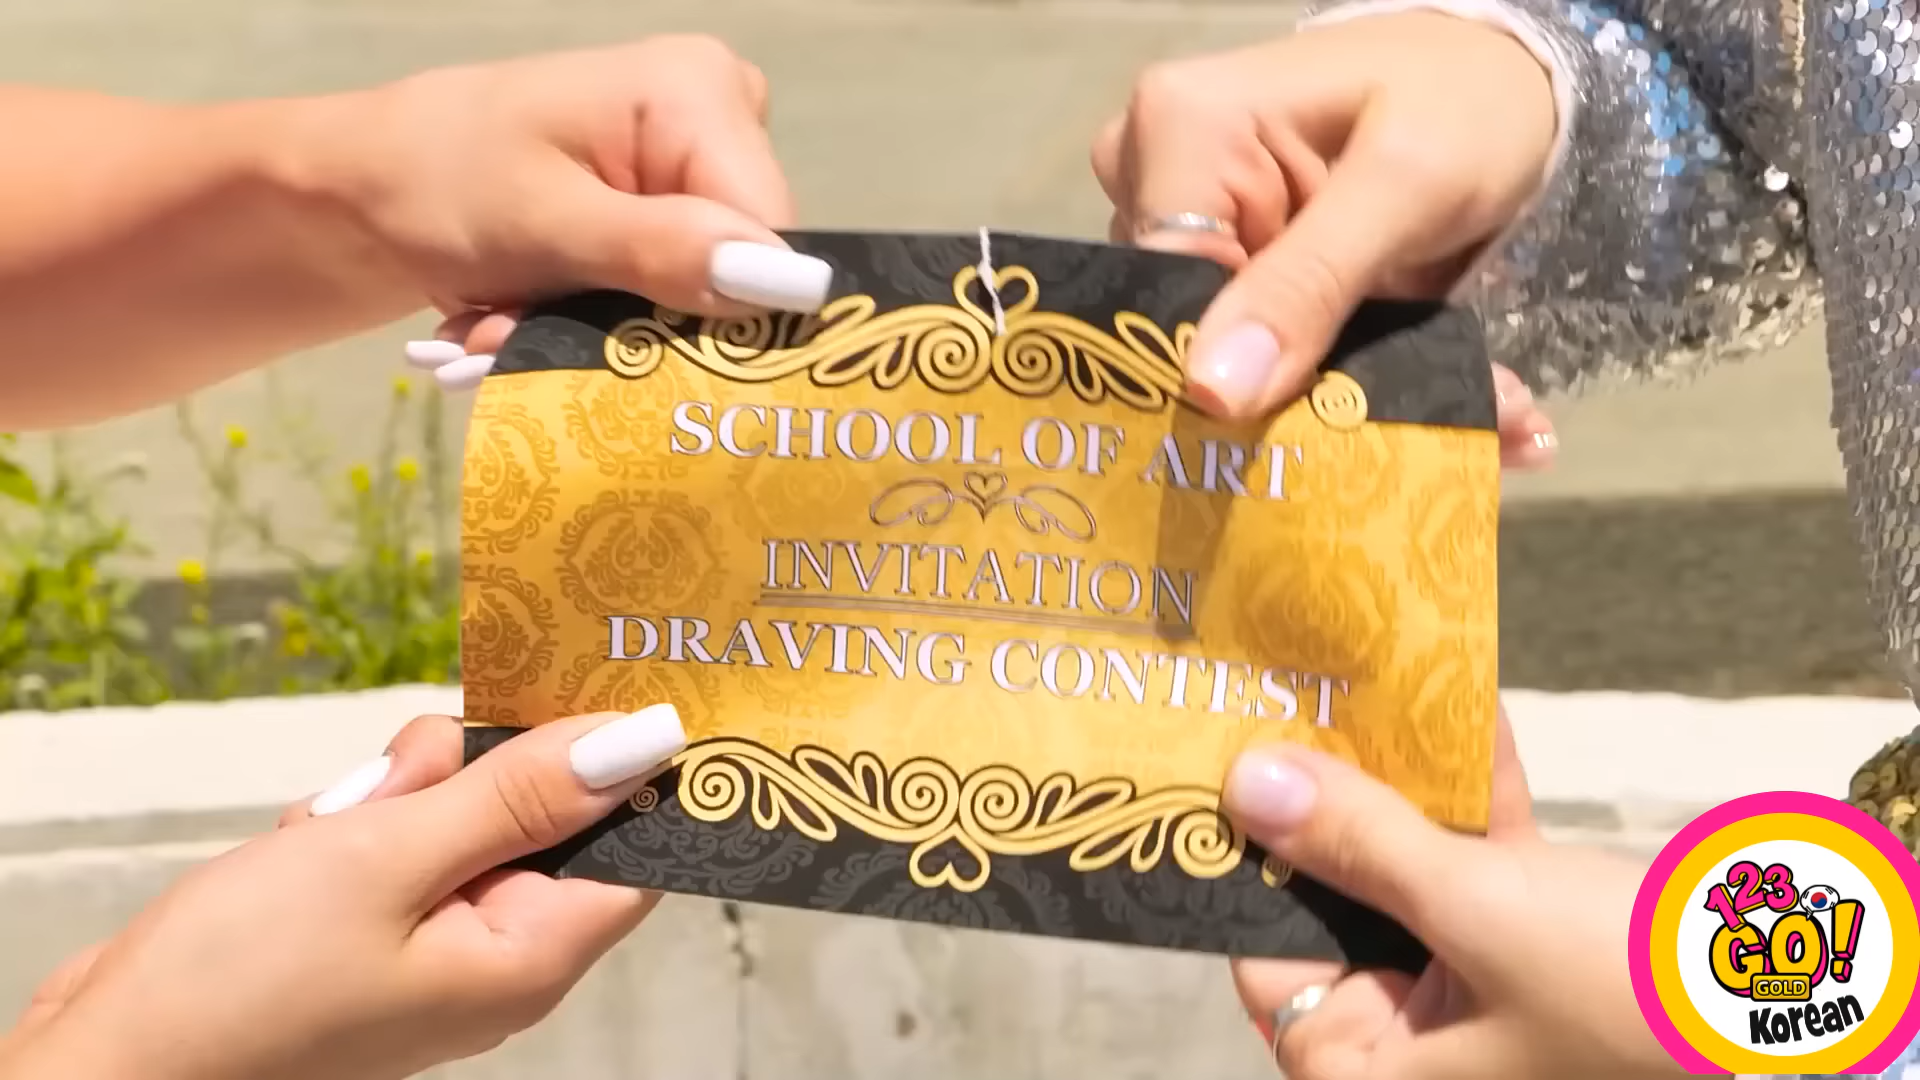 SCHOOL OF ART
INVITATION
DRAVING CONTEST
123
GO!
GOLD
Korean